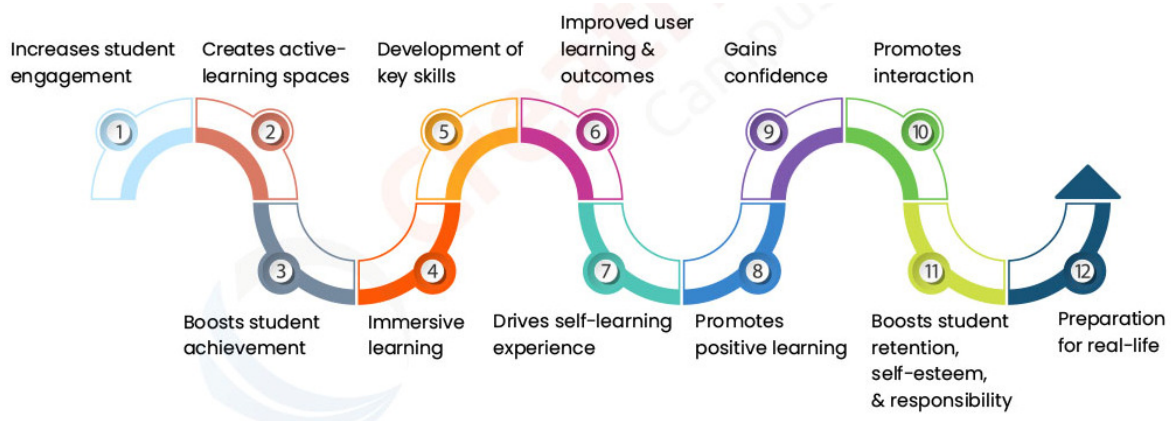 Increases student
engagement
1
Creates active-
learning spaces
2
3
Boosts student
achievement
4
Immersive
learning
Development of
key skills
5
Improved user
learning &
outcomes
6
7
Drives self-learning
experience
8
Promotes
positive learning
Gains
confidence
9
Promotes
interaction
10
11
Boosts student
retention,
self-esteem,
& responsibility
12
Preparation
for real-life